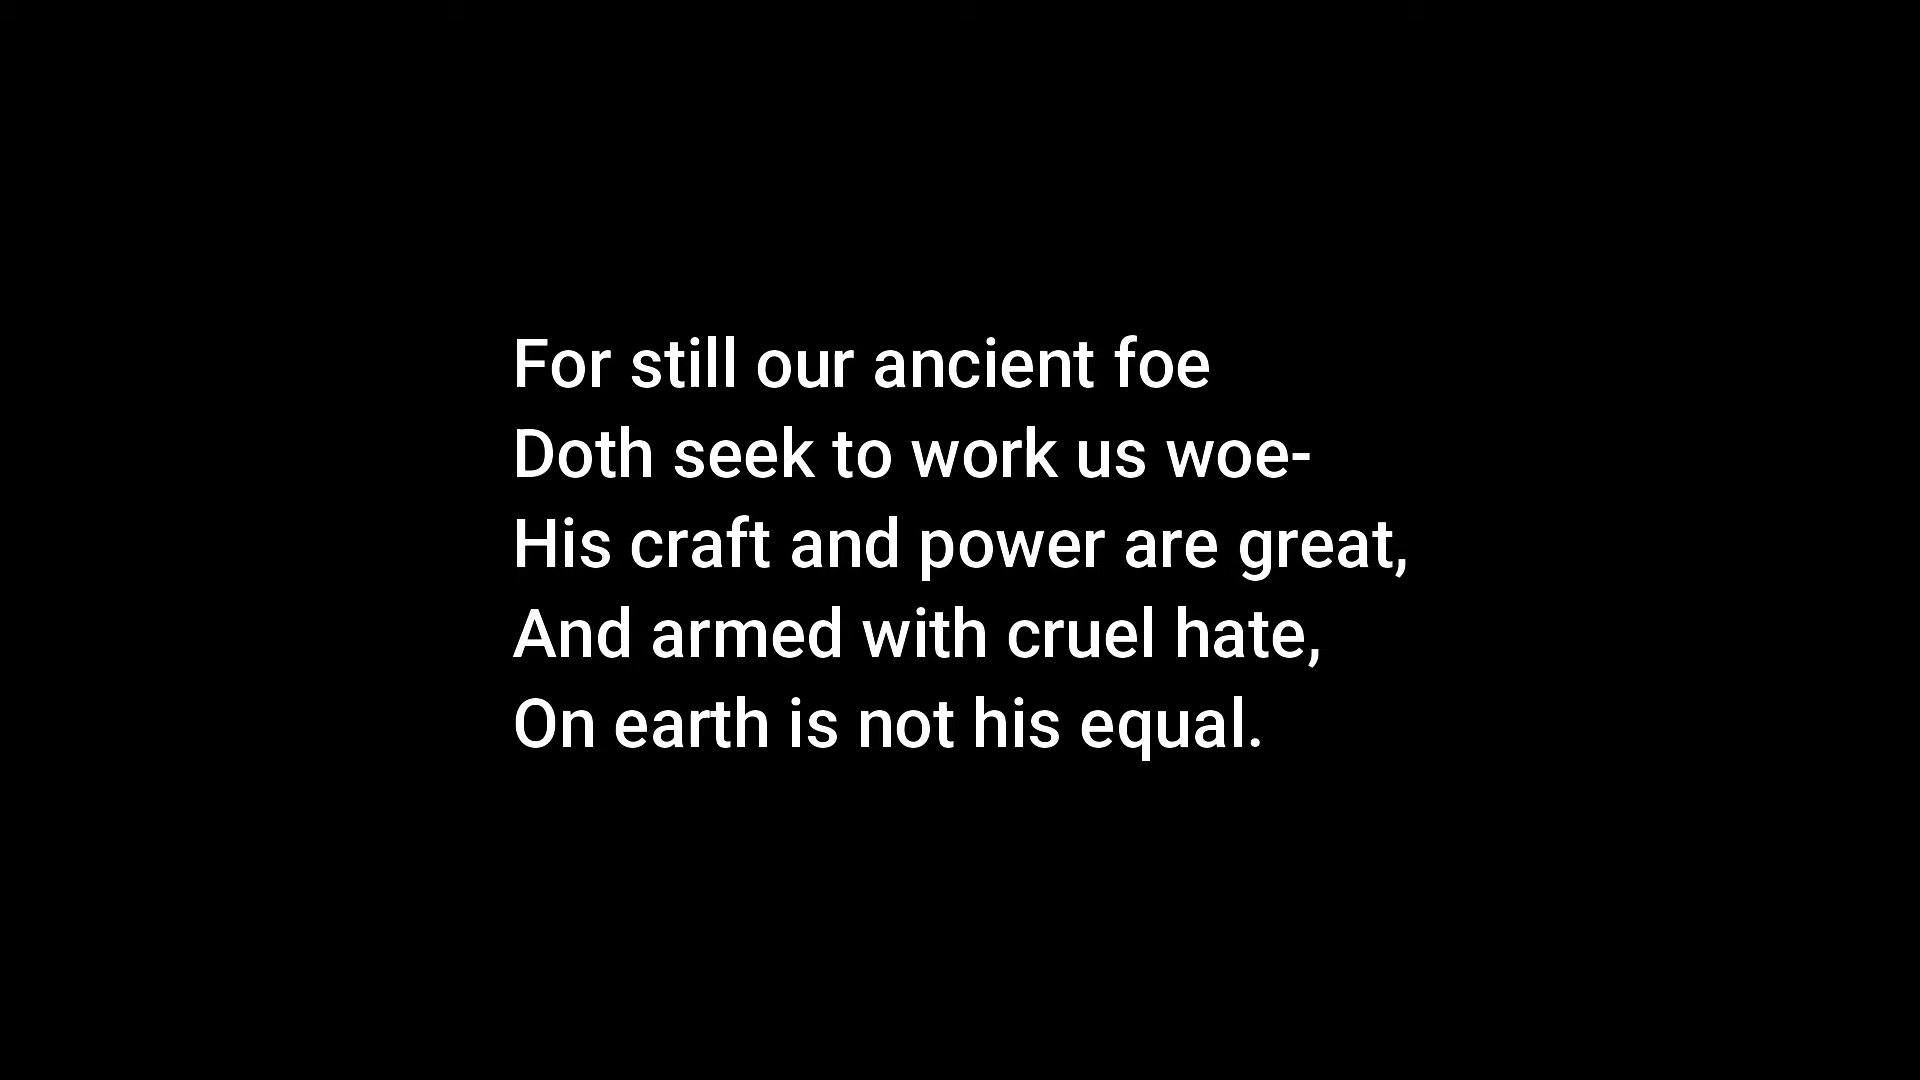 For still our ancient foe
Doth seek to work us woe-
His craft and power are great,
And armed with cruel hate,
On earth is not his equal.